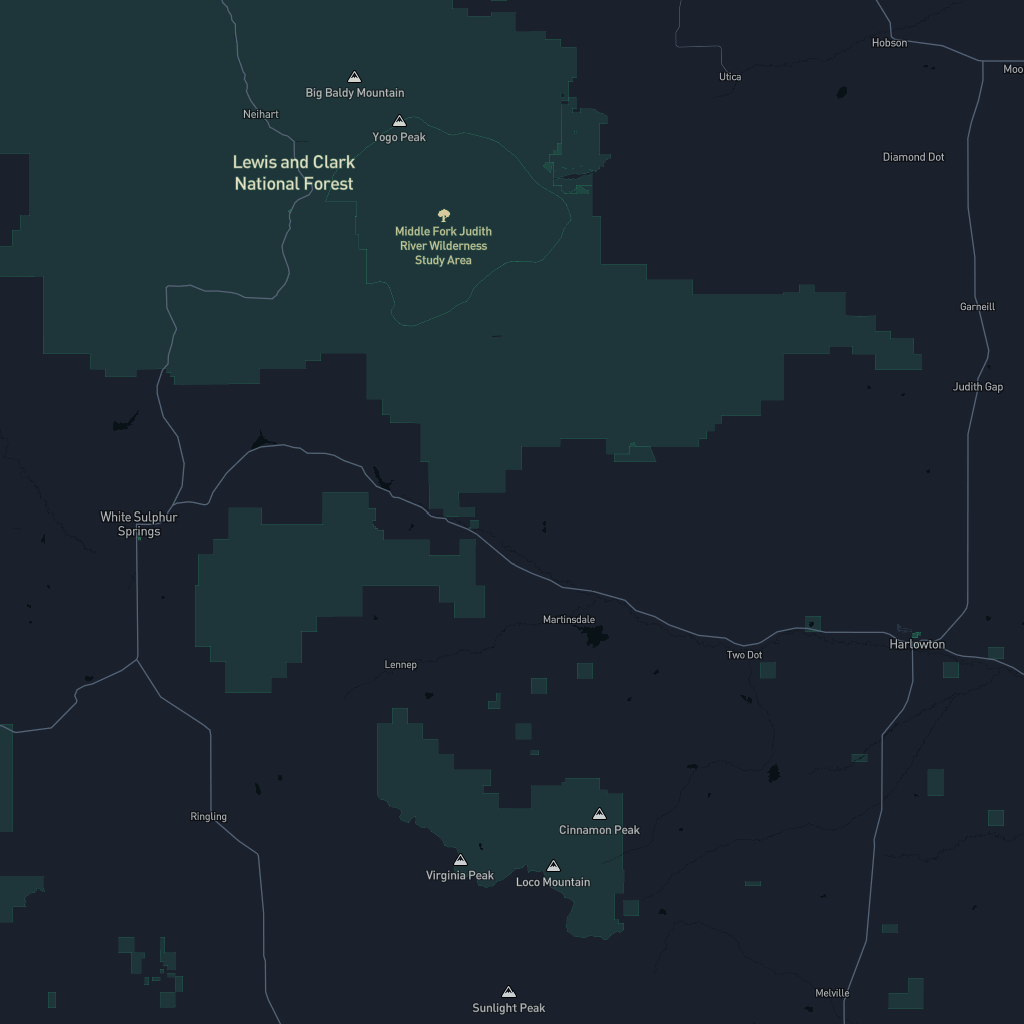 Hobson
Moo
Utica
Big Baldy Mountain
Neihart
Yogo Peak
Diamond Dot
Lewis and Clark
National Forest
Middle Fork Judith
River Wilderness
Study Area
Garneill
Judith Gap
White Sulphur
Springs
Martinsdale
Harlowton
Two Dot
Lennep
Ringling
Cinnamon Peak
Virginia Peak
Loco Mountain
Melville
Sunlight Peak